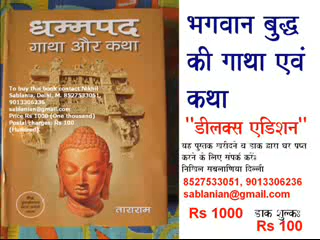 धम्मपद
गाथा और कथा
To buy this book contact Nikhil
Sablania, Delhi, M. 8527533051,
9013306236
sablanian@gmail.com
Price Rs 1000 (One thousand)
Postal charges: Rs 100
(Hundred)
ताराराम
भगवान बुद्ध
की गाथा एवं
कथा
"डीलक्स एडिशन"
यह पुस्तक खरीदने व डाक द्वारा घर प्राप्त
करने के लिए संपर्क करेंः
निखिल सबलानिया दिल्ली
8527533051, 9013306236
sablanian@gmail.com
Rs 1000 डाक शुल्कः
Rs 100